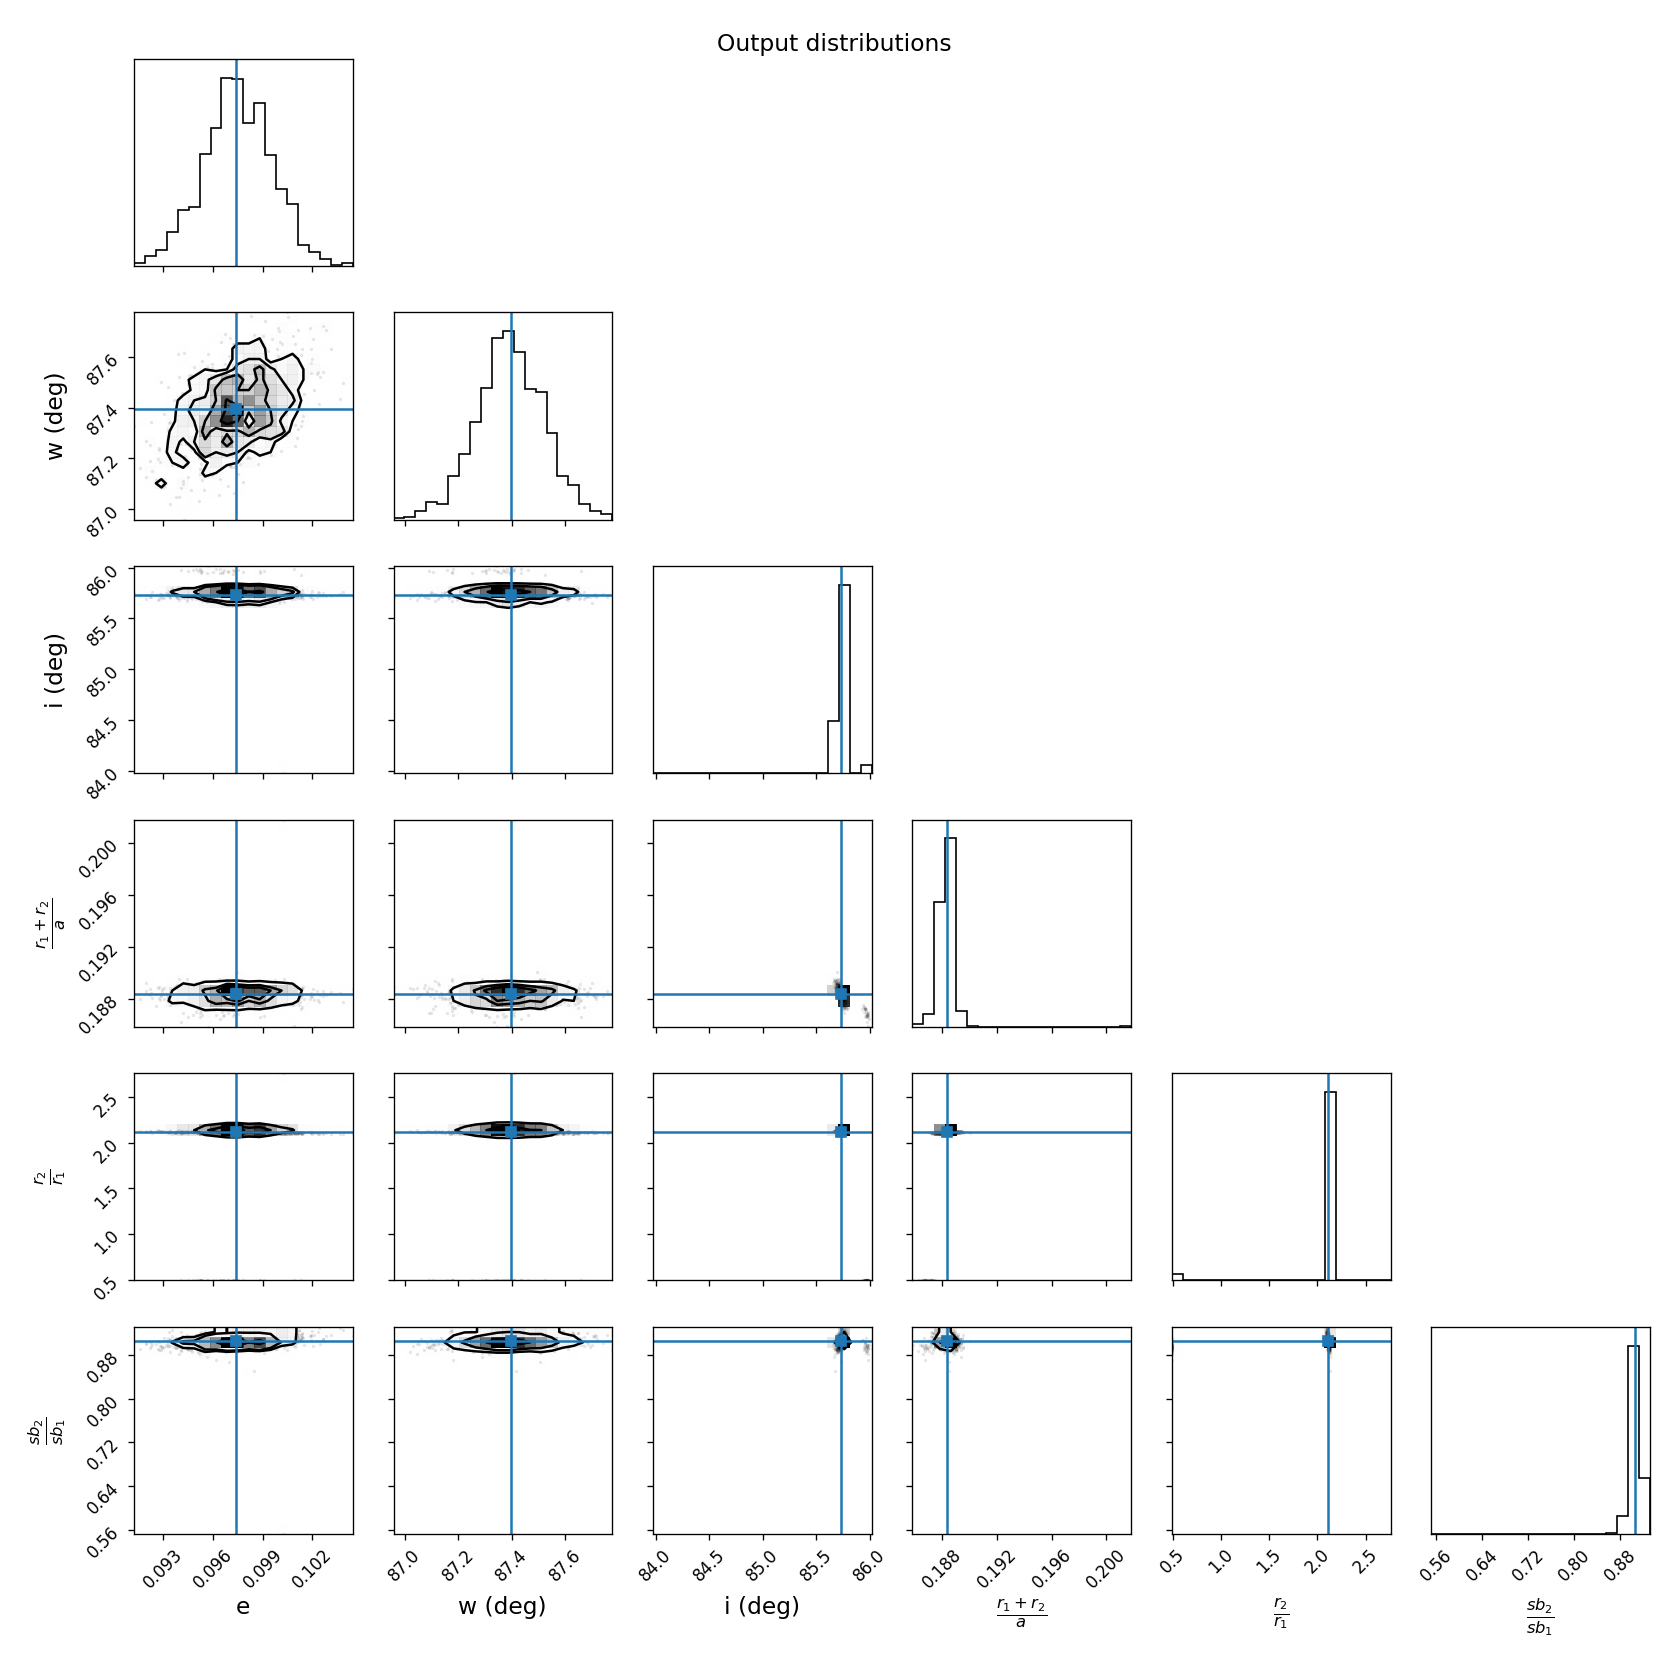 Output distributions
w (deg)
87.6
87.4
87.2
87.0
i (deg)
86.0
85.5
85.0
84.5
84.0
r₁ + r₂
a
0.200
0.196
0.192
0.188
r₂
r₁
2.5
2.0
1.5
1.0
0.5
sb₂
sb₁
0.88
0.80
0.72
0.64
0.56
0.093 0.096 0.099 0.102
87.0 87.2 87.4 87.6
84.0 84.5 85.0 85.5 86.0
0.188 0.192 0.196 0.200
0.5 1.0 1.5 2.0 2.5
0.56 0.64 0.72 0.80 0.88
e
w (deg)
i (deg)
r₁ + r₂
a
r₂
r₁
sb₂
sb₁